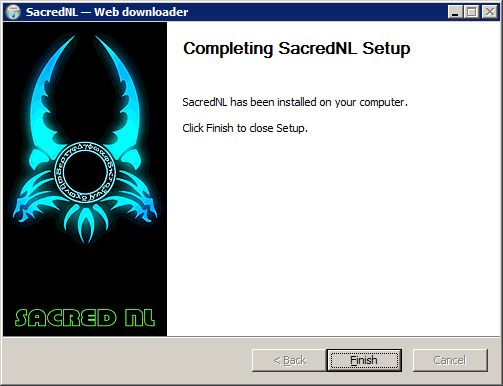 SacredNL — Web downloader
Completing SacredNL Setup
SacredNL has been installed on your computer.
Click Finish to close Setup.
SACRED NL
< Back
Finish
Cancel